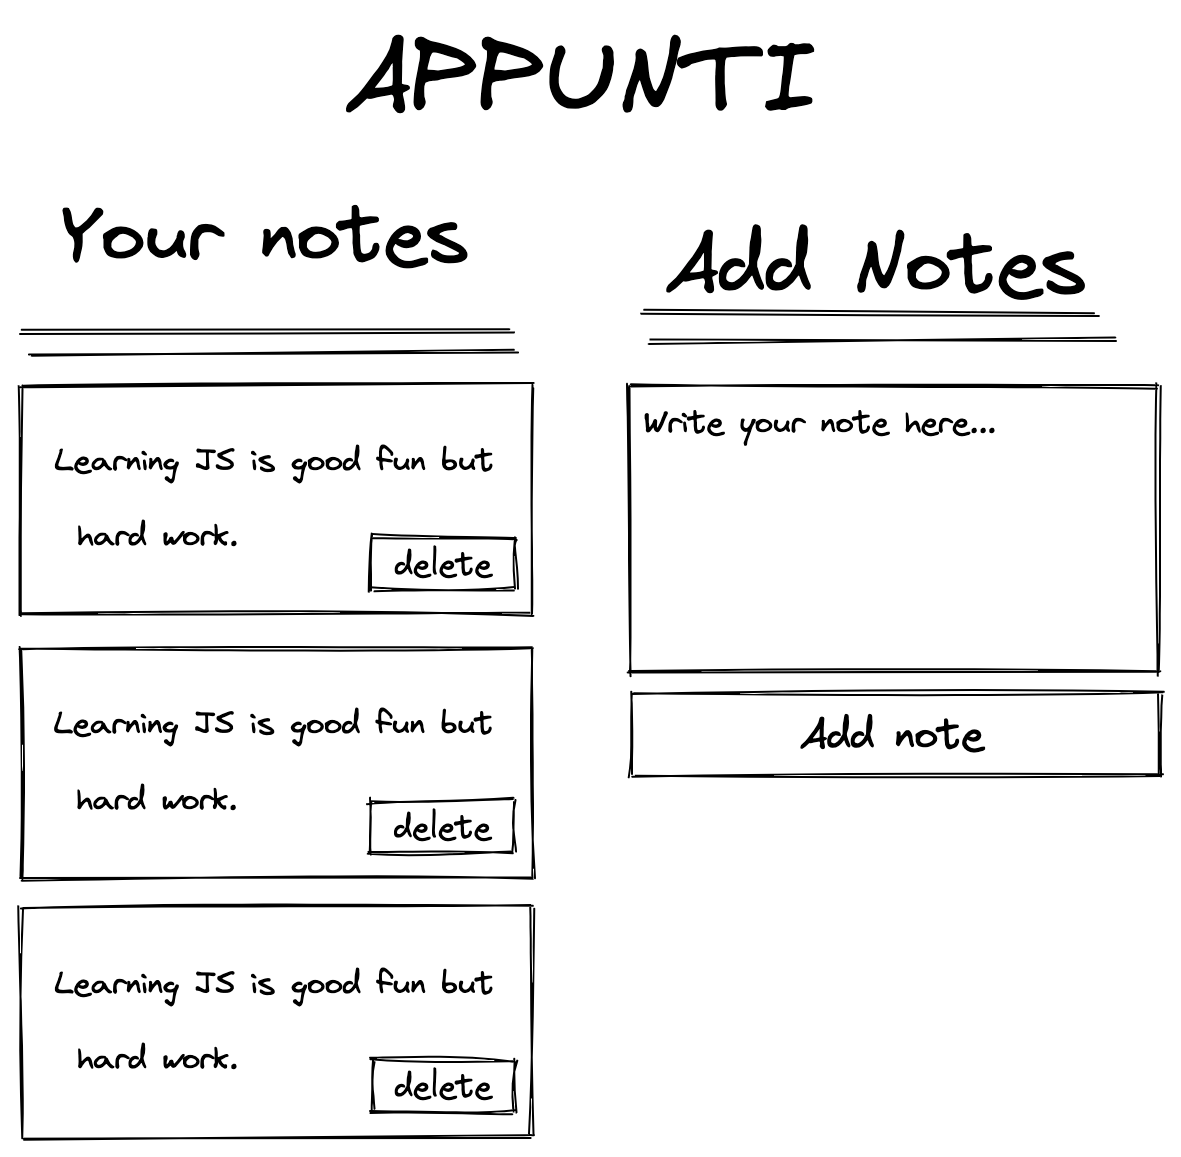 APPUNTI
Your notes
Learning JS is good fun but
hard work.
delete
Learning JS is good fun but
hard work.
delete
Learning JS is good fun but
hard work.
delete
Add Notes
Write your note here...
Add note